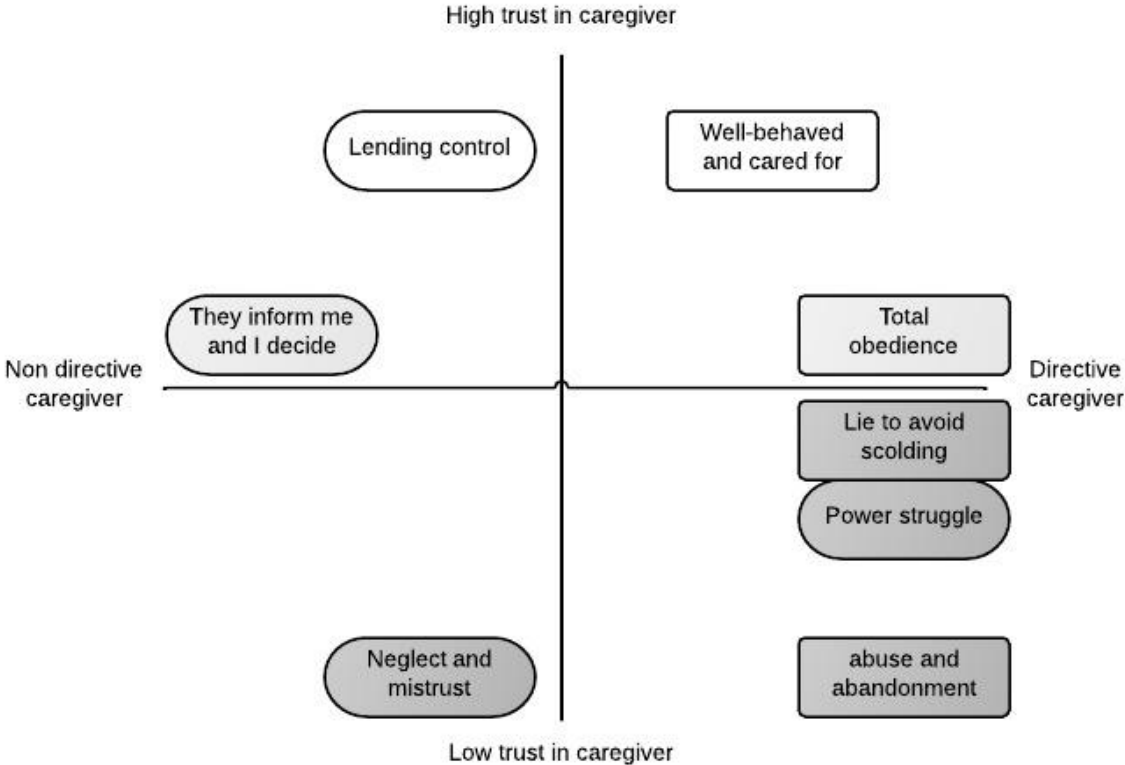 High trust in caregiver
Lending control
Well-behaved
and cared for
They inform me
and I decide
Total
obedience
Non directive
caregiver
Directive
caregiver
Lie to avoid
scolding
Power struggle
Neglect and
mistrust
abuse and
abandonment
Low trust in caregiver